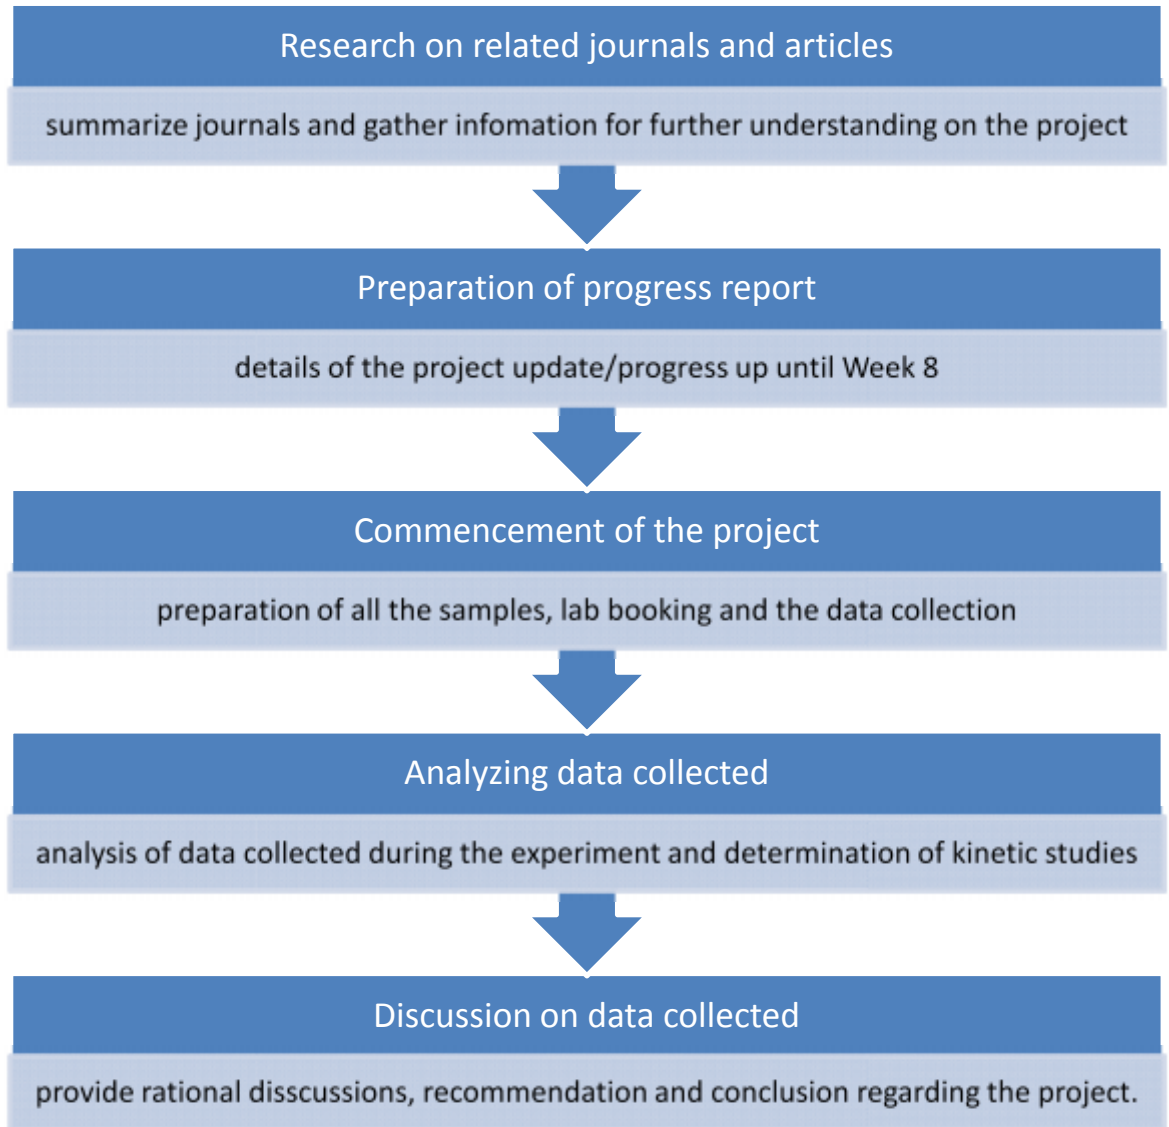 Research on related journals and articles
summarize journals and gather infomation for further understanding on the project
Preparation of progress report
details of the project update/progress up until Week 8
Commencement of the project
preparation of all the samples, lab booking and the data collection
Analyzing data collected
analysis of data collected during the experiment and determination of kinetic studies
Discussion on data collected
provide rational disscussions, recommendation and conclusion regarding the project.